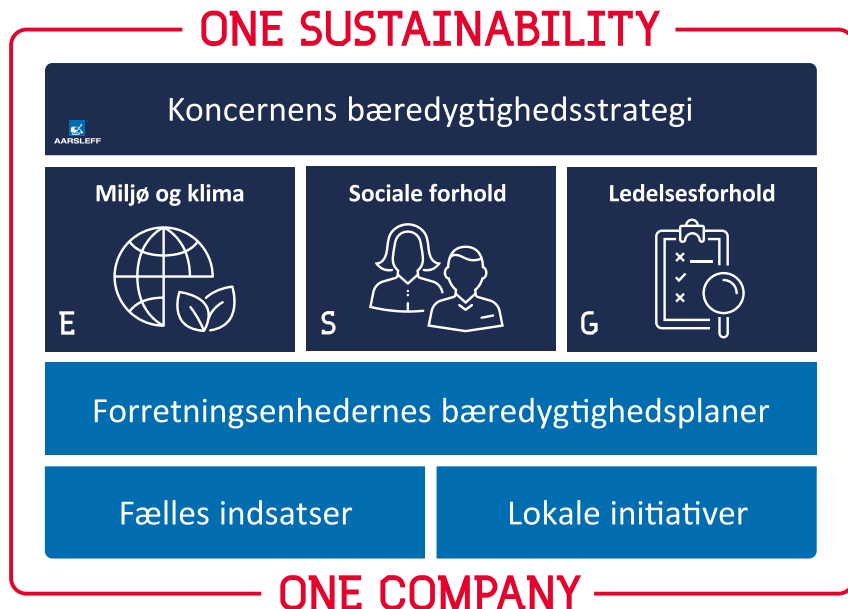 ONE SUSTAINABILITY
Koncernens bæredygtighedsstrategi
AARSLEFF
Miljø og klima
E
Sociale forhold
S
Ledelsesforhold
G
Forretningsenhedernes bæredygtighedsplaner
Fælles indsatser
Lokale initiativer
ONE COMPANY